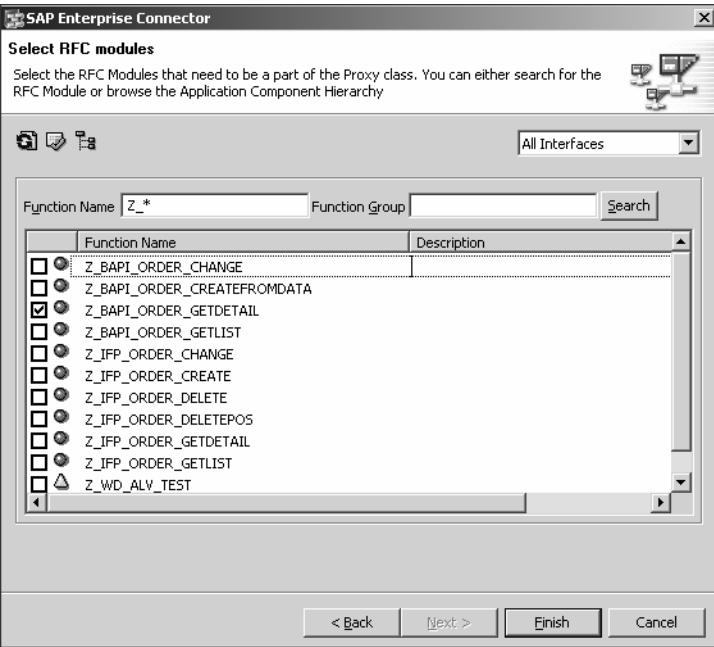 SAP Enterprise Connector
Select RFC modules
Select the RFC Modules that need to be a part of the Proxy class. You can either search for the
RFC Module or browse the Application Component Hierarchy
All Interfaces
Function Name Z_* Function Group Search
Function Name Description
Z_BAPI_ORDER_CHANGE
Z_BAPI_ORDER_CREATEFROMDATA
Z_BAPI_ORDER_GETDETAIL
Z_BAPI_ORDER_GETLIST
Z_IFP_ORDER_CHANGE
Z_IFP_ORDER_CREATE
Z_IFP_ORDER_DELETE
Z_IFP_ORDER_DELETEPOS
Z_IFP_ORDER_GETDETAIL
Z_IFP_ORDER_GETLIST
Z_WD_ALV_TEST
< Back Next > Finish Cancel